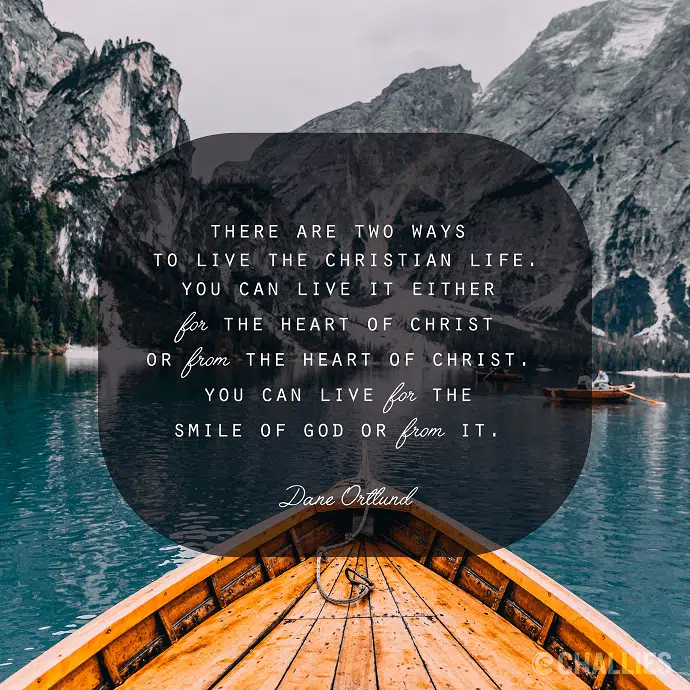 THERE ARE TWO WAYS
TO LIVE THE CHRISTIAN LIFE.
YOU CAN LIVE IT EITHER
for THE HEART OF CHRIST
OR from THE HEART OF CHRIST.
YOU CAN LIVE for THE
SMILE OF GOD OR from IT.
Dane Ortlund
©CHALLIES